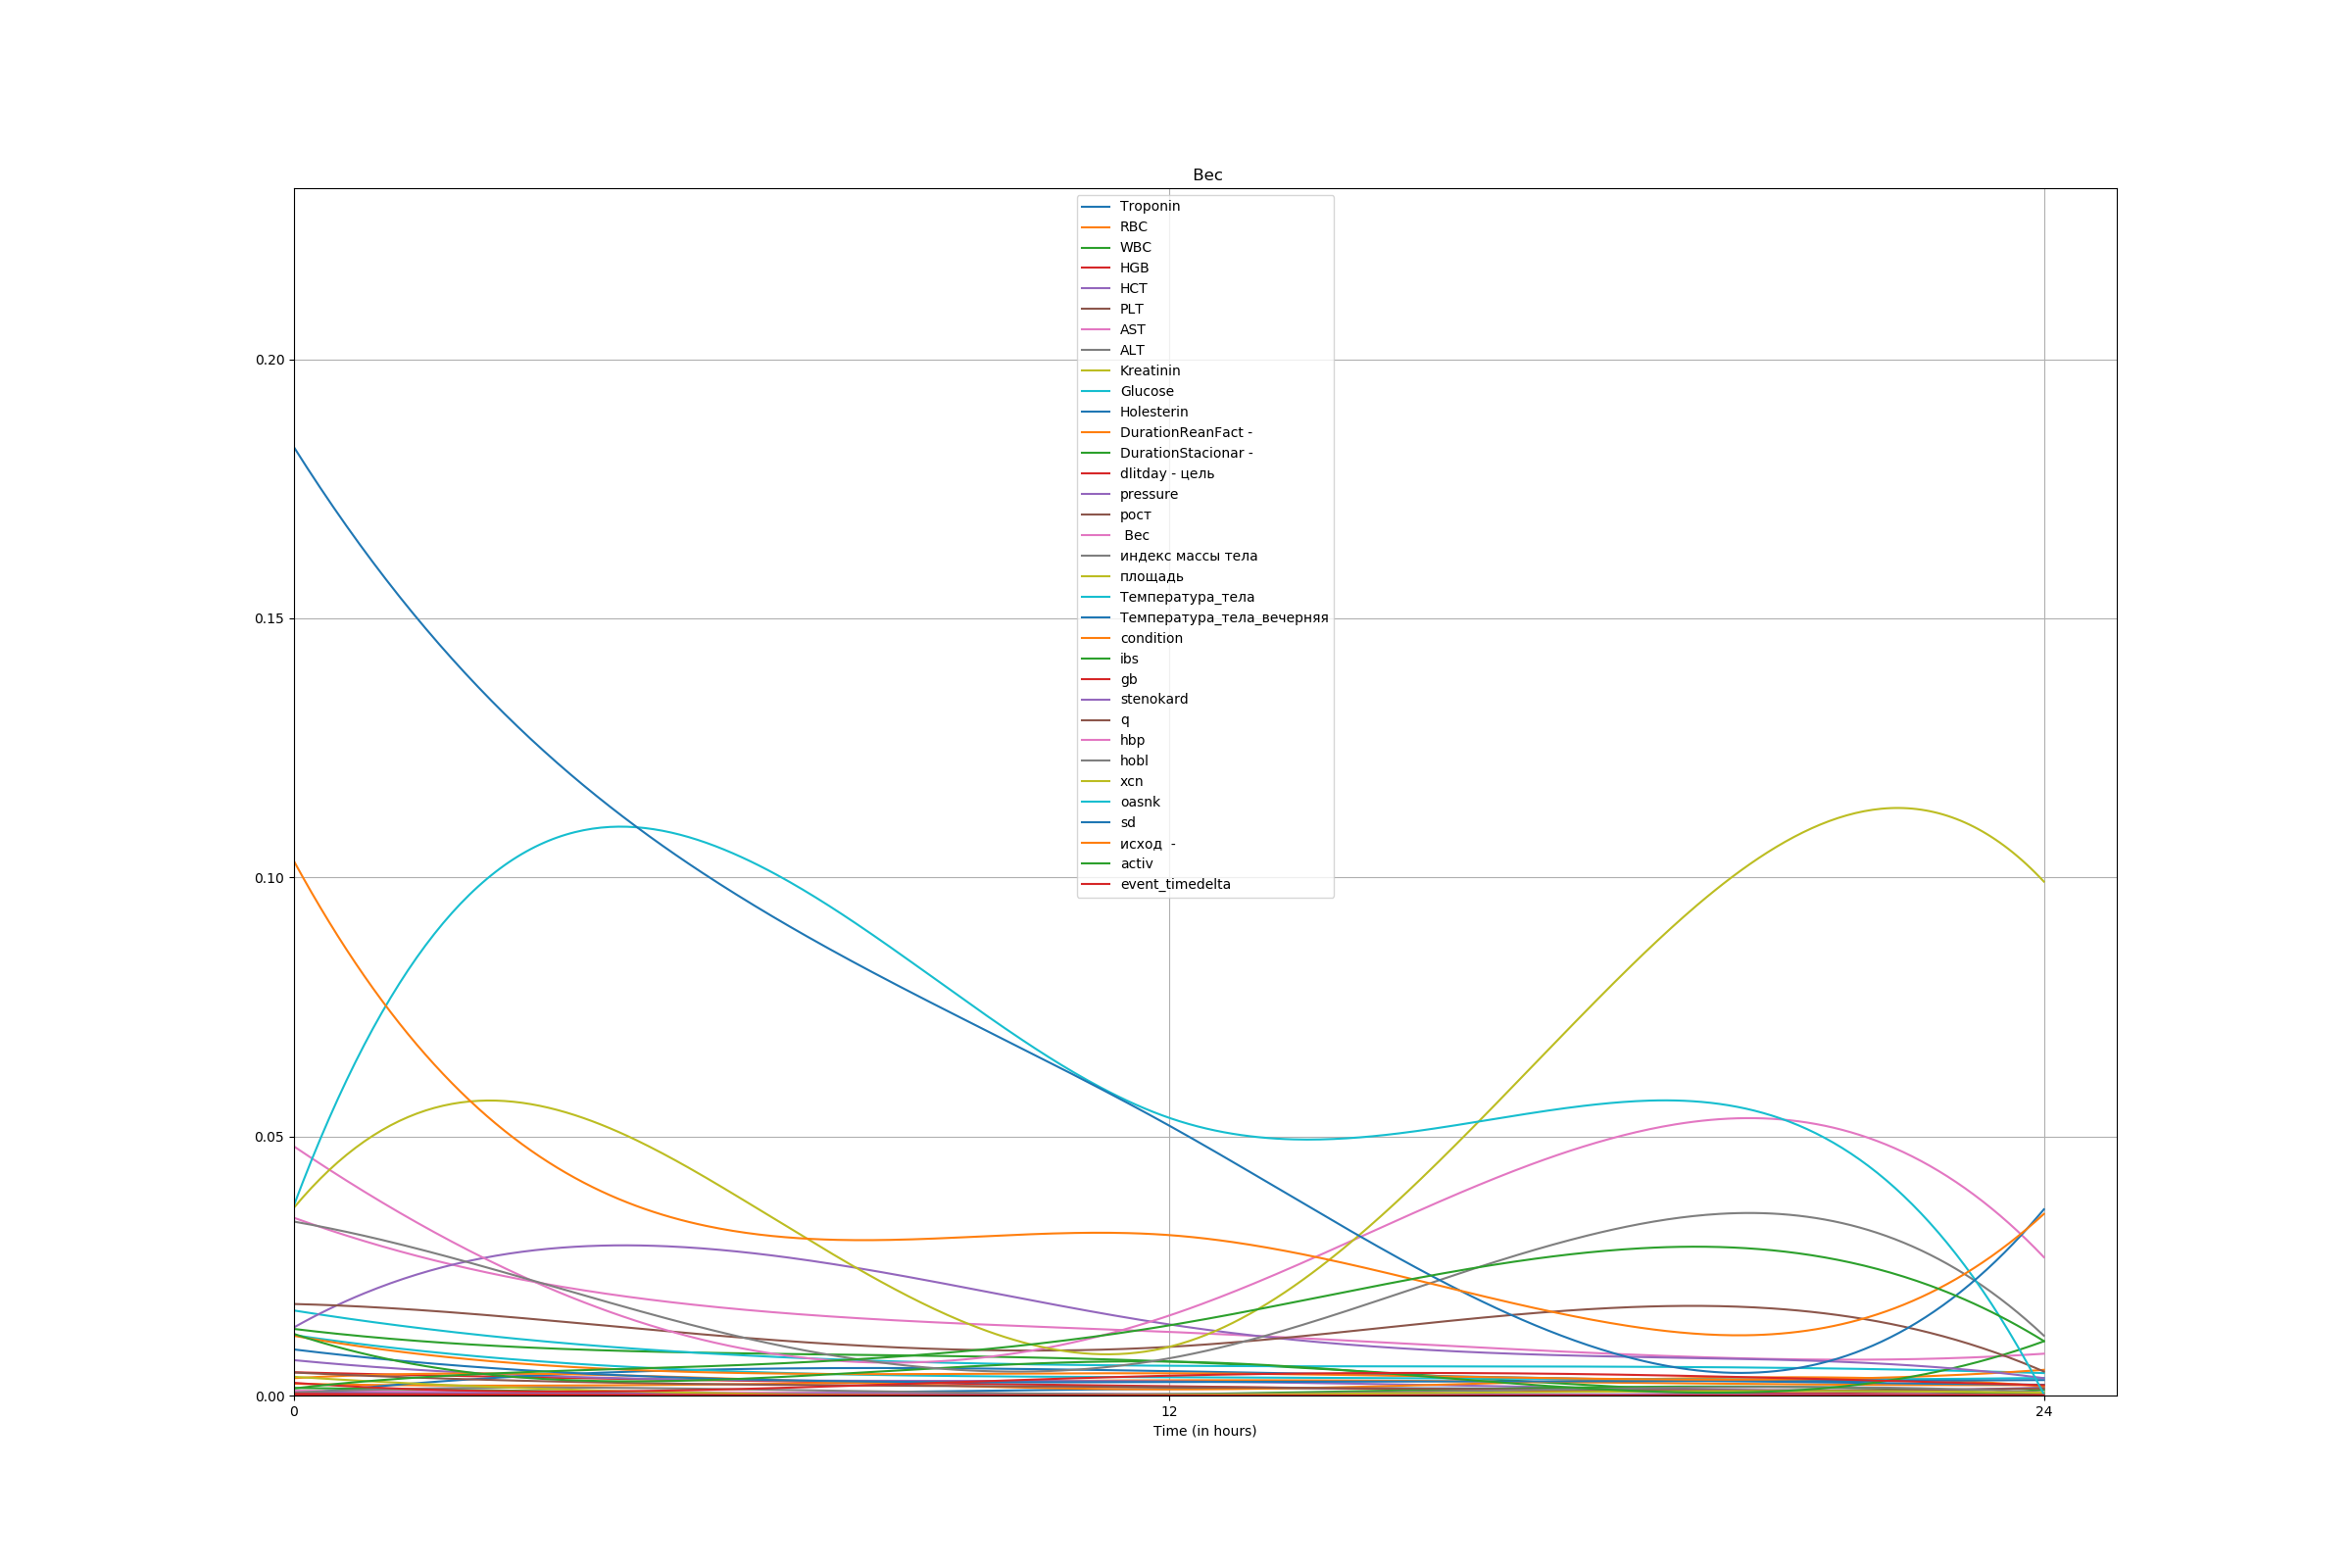 Вес
Troponin
RBC
WBC
HGB
HCT
PLT
AST
ALT
Kreatinin
Glucose
Holesterin
DurationReanFact -
DurationStacionar -
dlitday - цель
pressure
рост
Вес
индекс массы тела
площадь
Температура_тела
Температура_тела_вечерняя
condition
ibs
gb
stenokard
q
hbp
hobl
xcn
oasnk
sd
исход  -
activ
event_timedelta
0.20
0.15
0.10
0.05
0.00
0 12 24
Time (in hours)